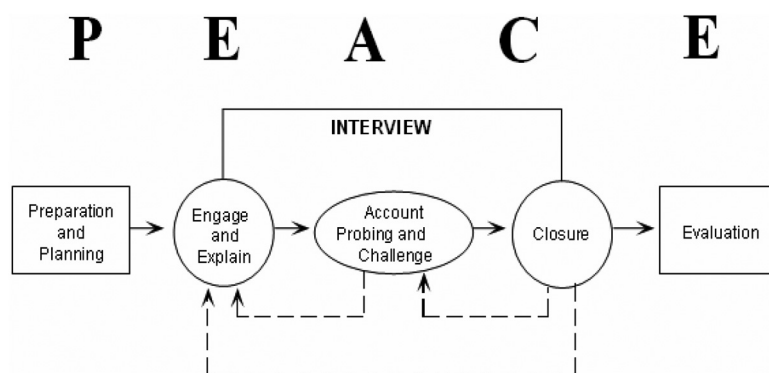 P E A C E
INTERVIEW
Preparation
and
Planning
Engage
and
Explain
Account
Probing and
Challenge
Closure
Evaluation